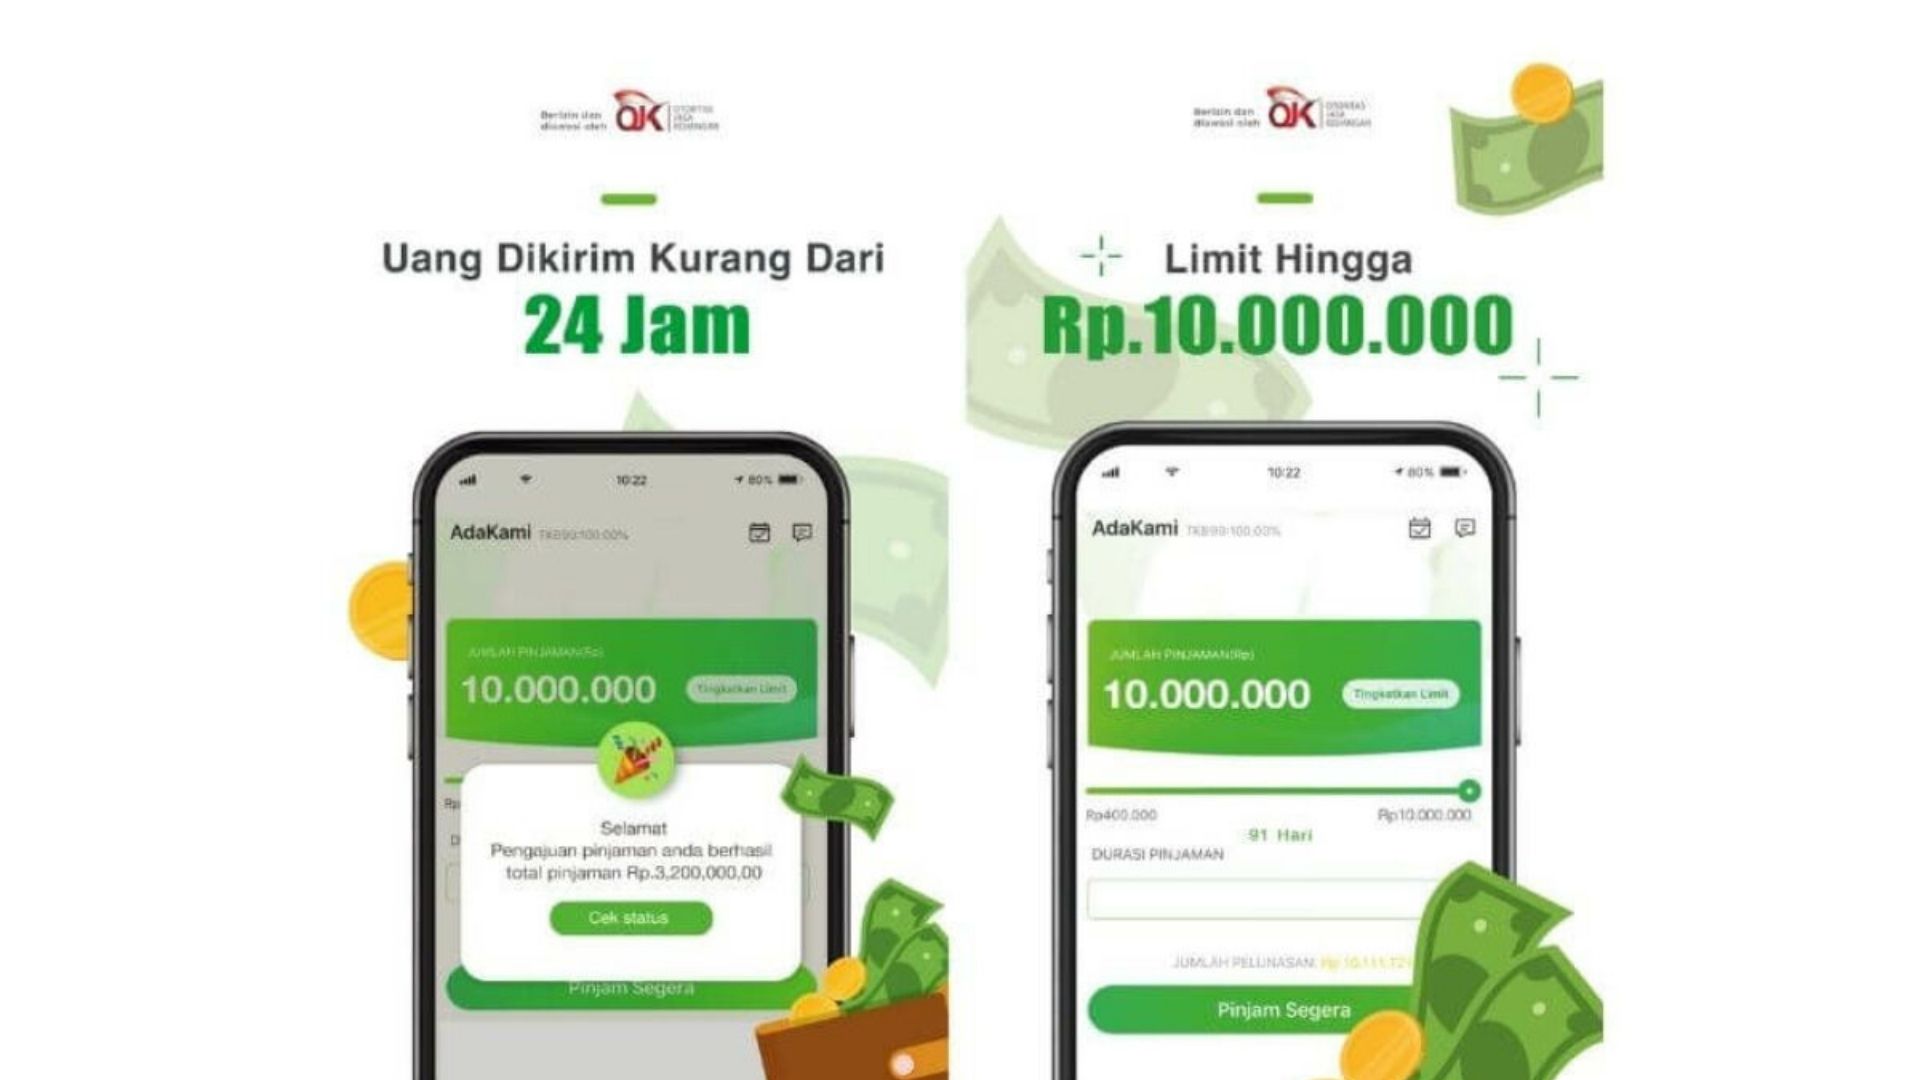 Berizin dan
diawasi oleh
OJK
OTORITAS
JASA
KEUANGAN
Uang Dikirim Kurang Dari
24 Jam
10:22
80%
AdaKami TKB90:100.00%
JUMLAH PINJAMAN(Rp)
10.000.000
Tingkatkan Limit
Rp
D
Selamat
Pengajuan pinjaman anda berhasil
total pinjaman Rp.3,200,000,00
Cek status
Pinjam Segera
Berizin dan
diawasi oleh
OJK
OTORITAS
JASA
KEUANGAN
Limit Hingga
Rp.10.000.000
10:22
80%
AdaKami TKB90:100.00%
JUMLAH PINJAMAN(Rp)
10.000.000
Tingkatkan Limit
Rp400.000
Rp10.000.000
91 Hari
DURASI PINJAMAN
JUMLAH PELUNASAN: Rp 10.111.72
Pinjam Segera